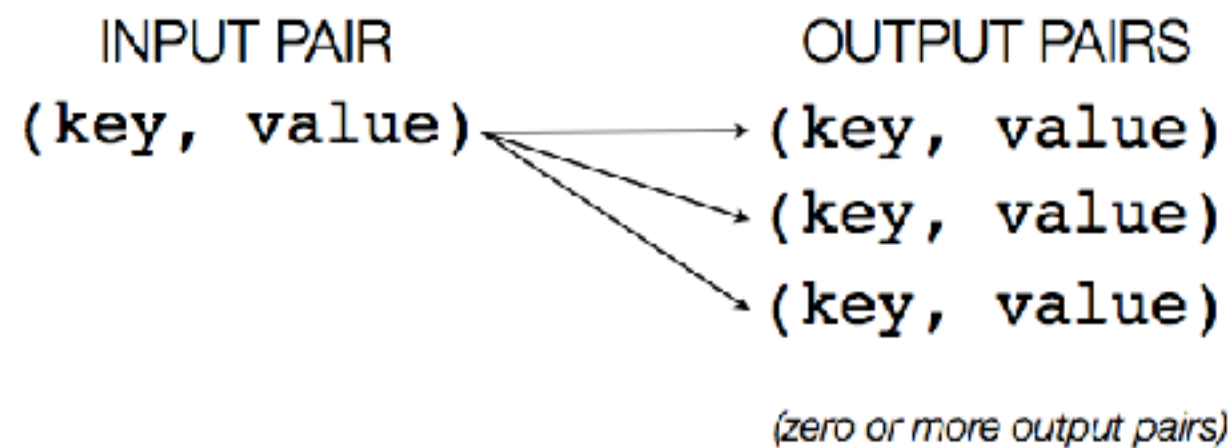 INPUT PAIR
OUTPUT PAIRS
(key, value)
(key, value)
(key, value)
(key, value)
(zero or more output pairs)